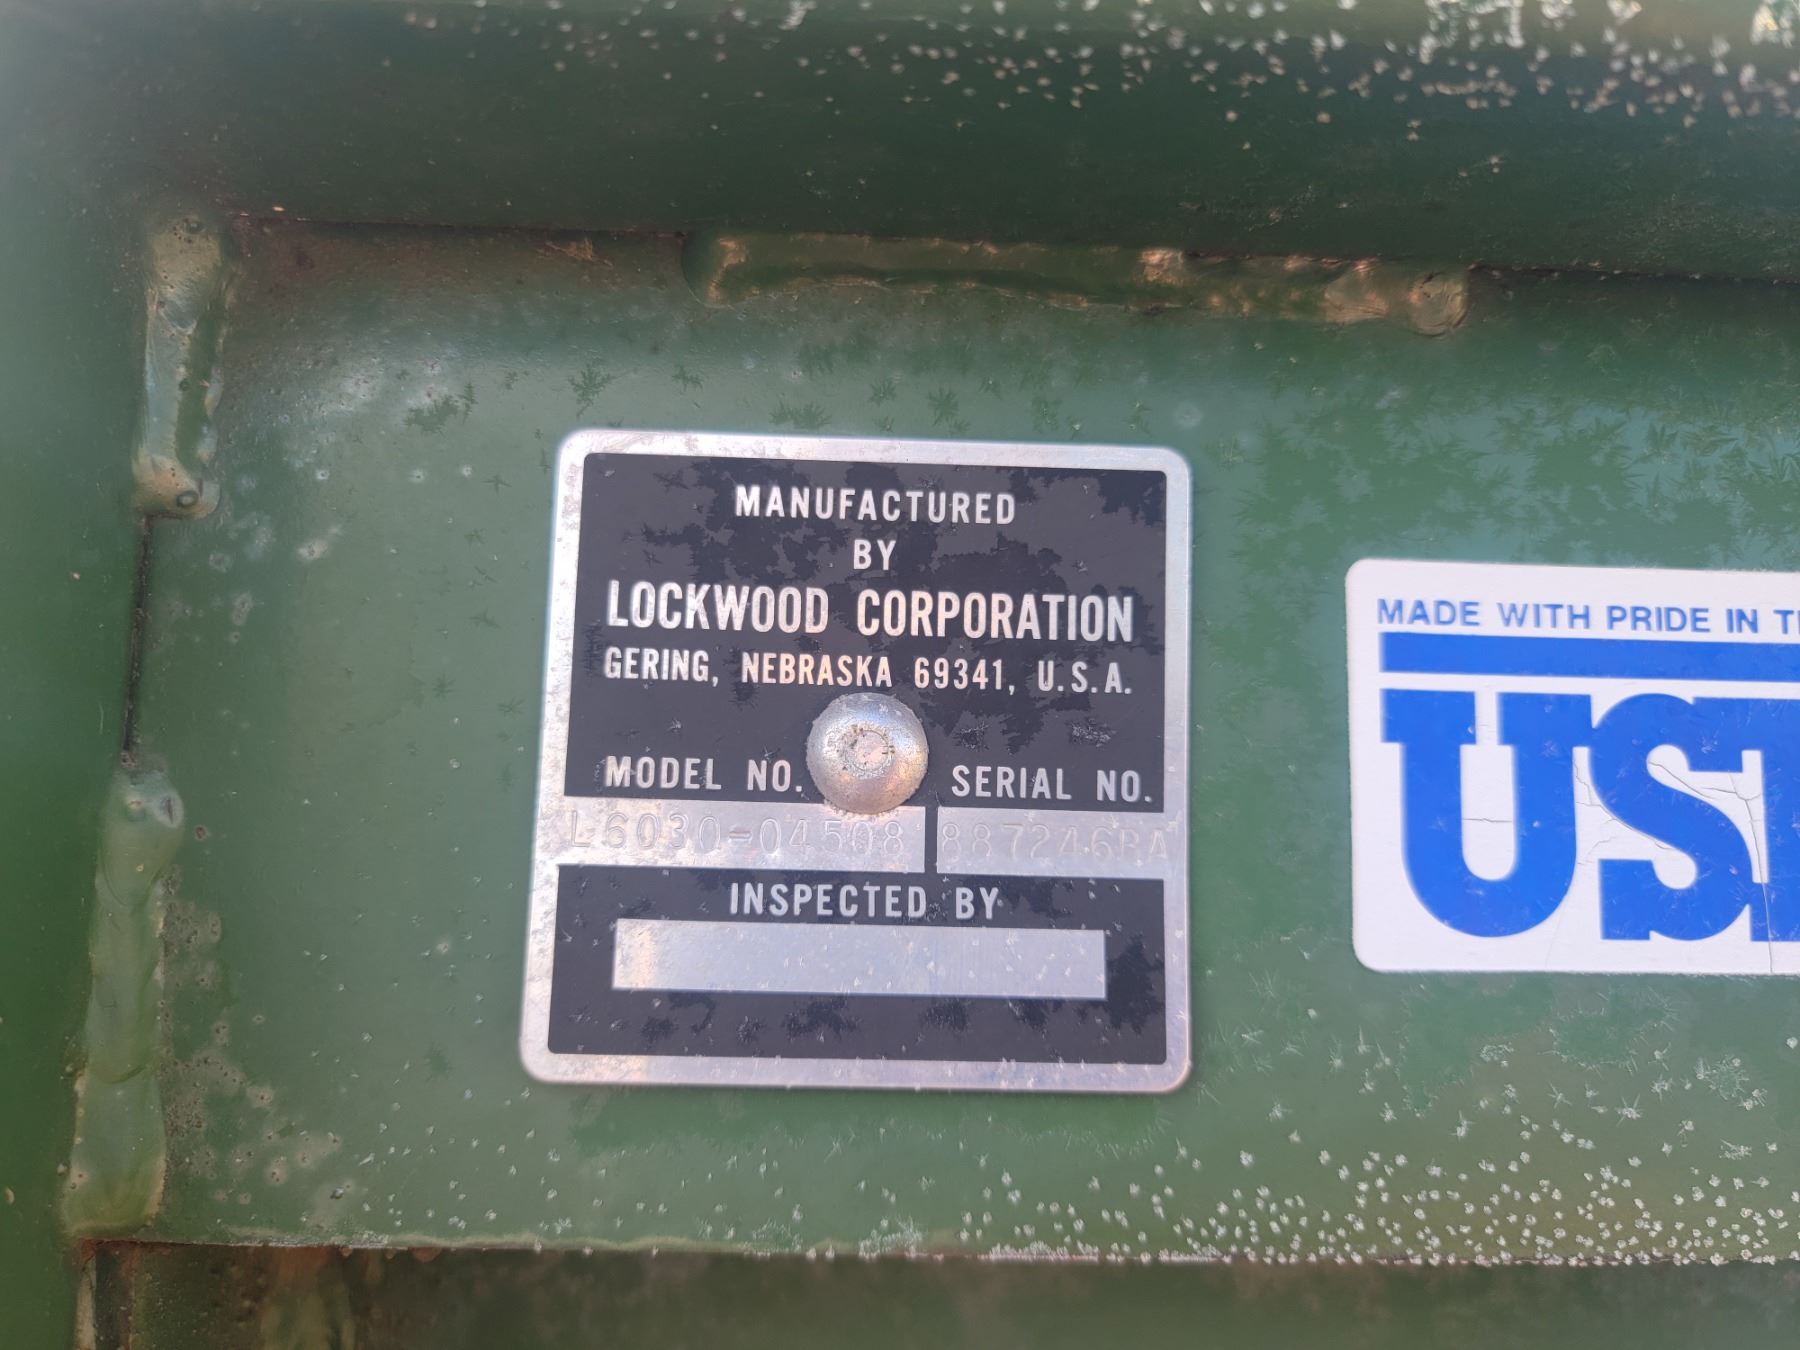 MANUFACTURED
BY
LOCKWOOD CORPORATION
GERING, NEBRASKA 69341, U.S.A.
MODEL NO. SERIAL NO.
L6030-04508 887246PA
INSPECTED BY
MADE WITH PRIDE IN
US